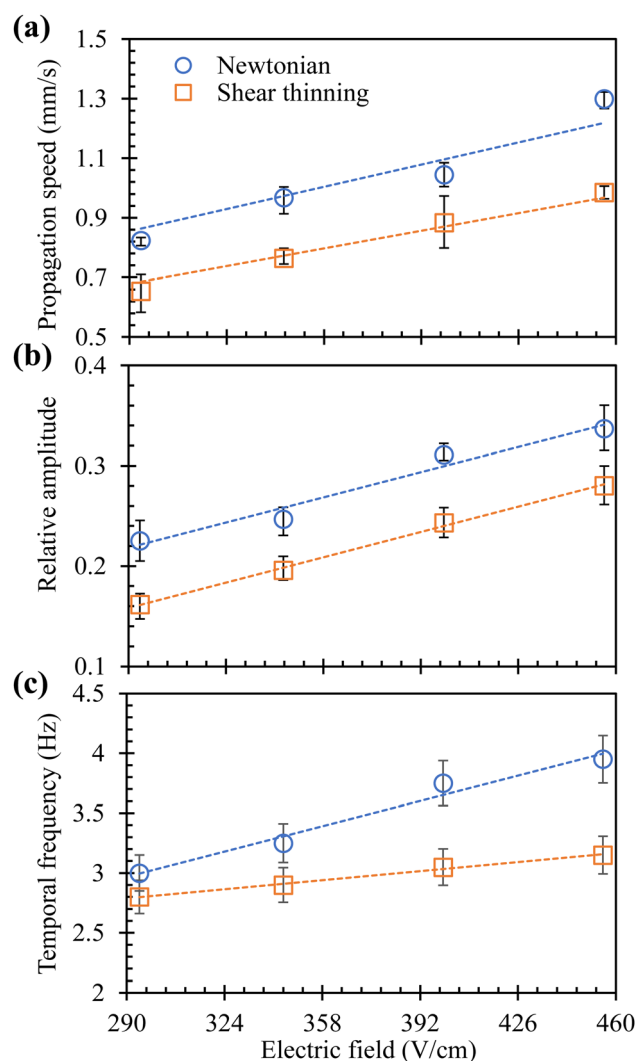 (a)
Propagation speed (mm/s)
1.5
1.3
1.1
0.9
0.7
0.5
Newtonian
Shear thinning
(b)
Relative amplitude
0.4
0.3
0.2
0.1
(c)
Temporal frequency (Hz)
4.5
4
3.5
3
2.5
2
290 324 358 392 426 460
Electric field (V/cm)